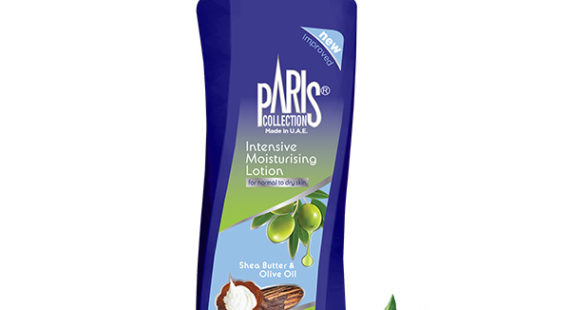 new
improved
PARIS®
COLLECTION
Made in U.A.E.
Intensive
Moisturising
Lotion
for normal to dry skin
Shea Butter &
Olive Oil